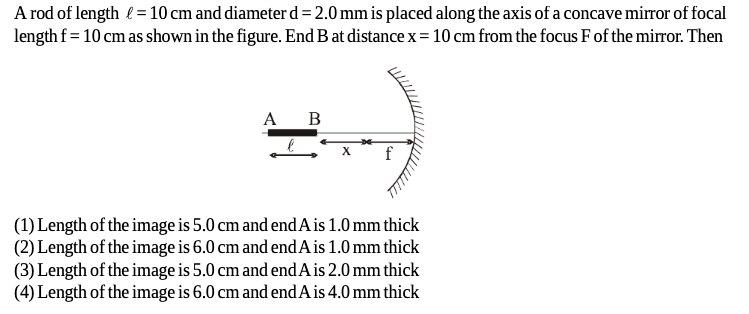 A rod of length ℓ = 10 cm and diameter d = 2.0 mm is placed along the axis of a concave mirror of focal
length f = 10 cm as shown in the figure. End B at distance x = 10 cm from the focus F of the mirror. Then
A B
ℓ x f
(1) Length of the image is 5.0 cm and end A is 1.0 mm thick
(2) Length of the image is 6.0 cm and end A is 1.0 mm thick
(3) Length of the image is 5.0 cm and end A is 2.0 mm thick
(4) Length of the image is 6.0 cm and end A is 4.0 mm thick